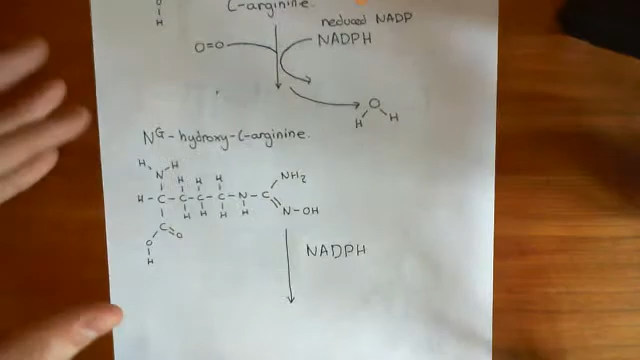 O
H
L-arginine.
reduced NADP
O=O
NADPH
O
H H
N^G-hydroxy-L-arginine.
H H
N
H H H NH2
H-C-C-C-C-N-C
H H H H N-OH
C=O
O
H
NADPH